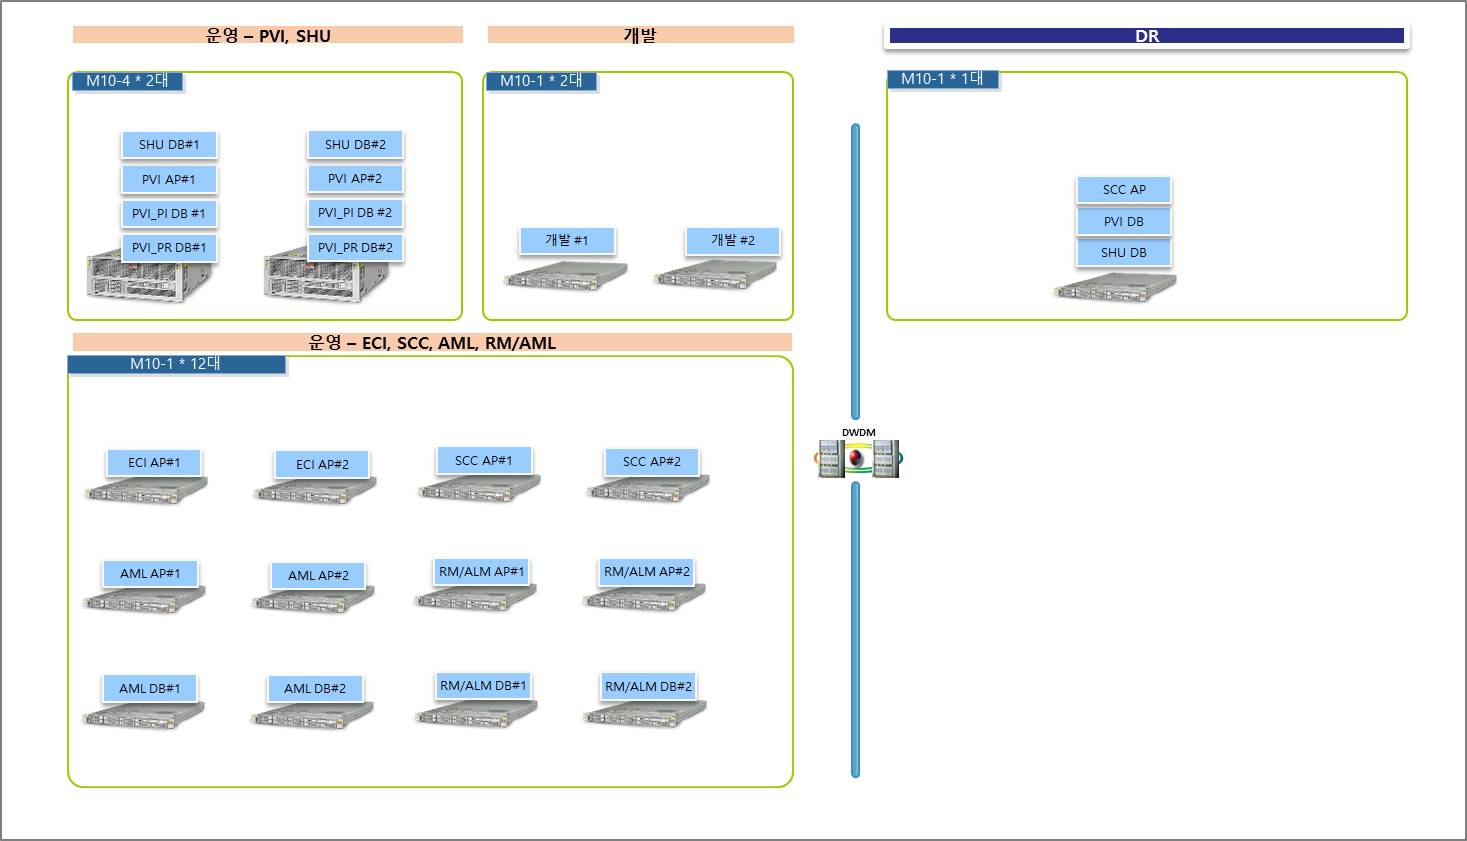 운영 – PVI, SHU
개발
DR
M10-4 * 2대
M10-1 * 2대
M10-1 * 1대
SHU DB#1
SHU DB#2
PVI AP#1
PVI AP#2
PVI_PI DB #1
PVI_PI DB #2
PVI_PR DB#1
PVI_PR DB#2
개발 #1
개발 #2
SCC AP
PVI DB
SHU DB
운영 – ECI, SCC, AML, RM/AML
M10-1 * 12대
ECI AP#1
ECI AP#2
SCC AP#1
SCC AP#2
AML AP#1
AML AP#2
RM/ALM AP#1
RM/ALM AP#2
AML DB#1
AML DB#2
RM/ALM DB#1
RM/ALM DB#2
DWDM